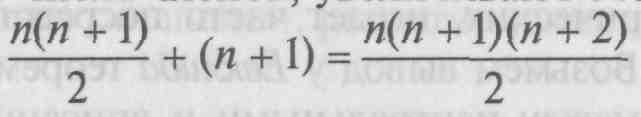 n(n + 1)/2 + (n + 1) = n(n + 1)(n + 2)/2